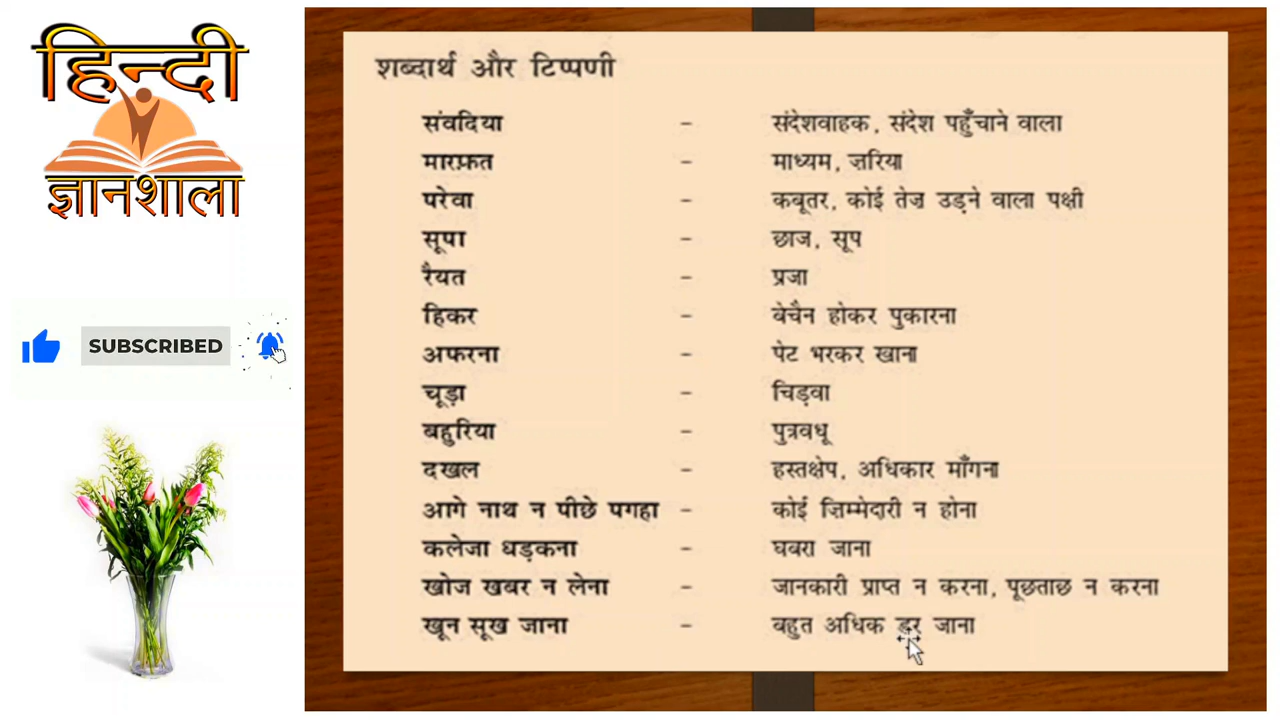 हिन्दी
ज्ञानशाला
SUBSCRIBED
शब्दार्थ और टिप्पणी
संवदिया - संदेशवाहक, संदेश पहुँचाने वाला
मारफ़त - माध्यम, ज़रिया
परेवा - कबूतर, कोई तेज़ उड़ने वाला पक्षी
सूपा - छाज, सूप
रैयत - प्रजा
हिकर - बेचैन होकर पुकारना
अफरना - पेट भरकर खाना
चूड़ा - चिड़वा
बहुरिया - पुत्रवधू
दखल - हस्तक्षेप, अधिकार माँगना
आगे नाथ न पीछे पगहा - कोई ज़िम्मेदारी न होना
कलेजा धड़कना - घबरा जाना
खोज खबर न लेना - जानकारी प्राप्त न करना, पूछताछ न करना
खून सूख जाना - बहुत अधिक डर जाना